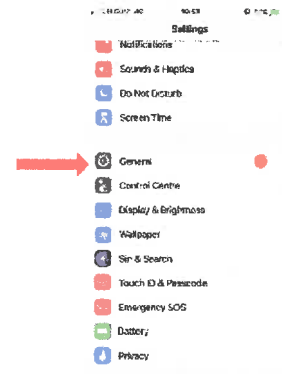 Settings
Notifications
Sounds & Haptics
Do Not Disturb
Screen Time
General
Control Centre
Display & Brightness
Wallpaper
Siri & Search
Touch ID & Passcode
Emergency SOS
Battery
Privacy